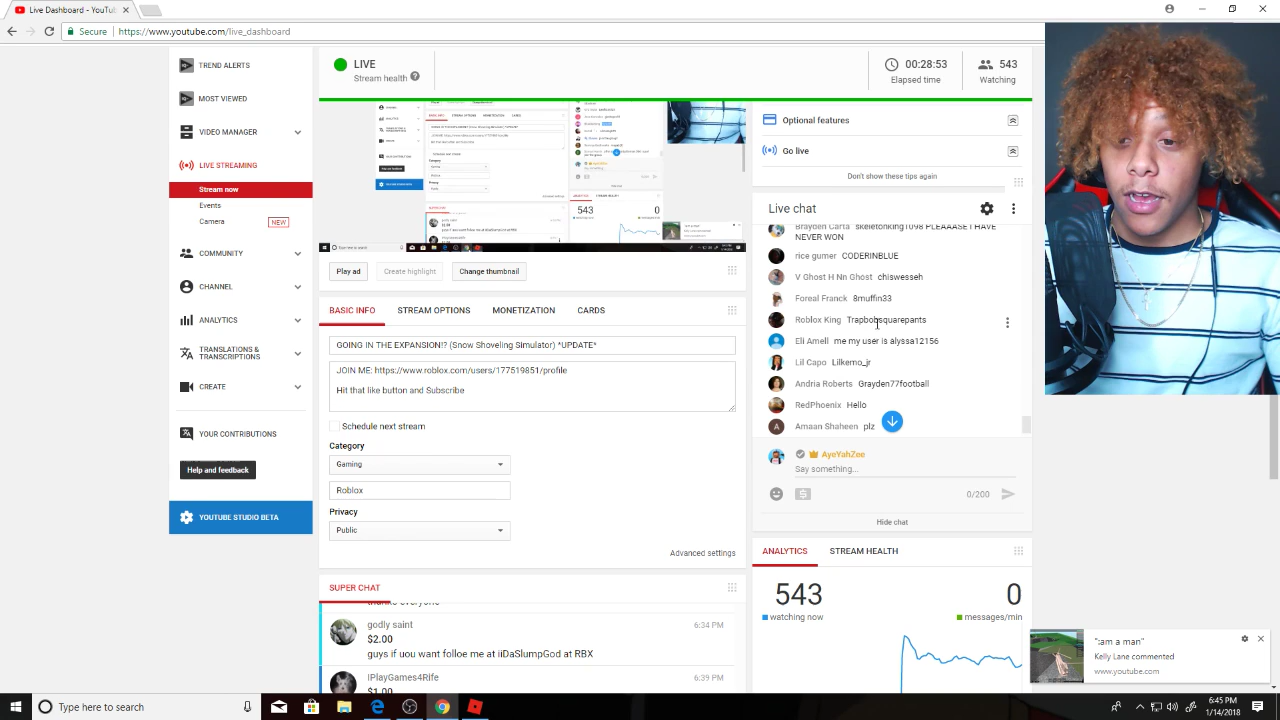 Live Dashboard - YouTu
Secure https://www.youtube.com/live_dashboard
TREND ALERTS
MOST VIEWED
VIDEO MANAGER
LIVE STREAMING
Stream now
Events
Camera NEW
COMMUNITY
CHANNEL
ANALYTICS
TRANSLATIONS &
TRANSCRIPTIONS
CREATE
YOUR CONTRIBUTIONS
Help and feedback
YOUTUBE STUDIO BETA
LIVE
Stream health
00:28:53
Elapsed time
543
Watching
543 0
Play ad Create highlight Change thumbnail
BASIC INFO STREAM OPTIONS MONETIZATION CARDS
GOING IN THE EXPANSION!? (Snow Shoveling Simulator) *UPDATE*
JOIN ME: https://www.roblox.com/users/177519851/profile
Hit that like button and Subscribe
Schedule next stream
Category
Gaming
Roblox
Privacy
Public
Advanced settings
SUPER CHAT
thanks everyone
godly saint 6:34 PM
$2.00
guys if uou want folloe me at iiDaSlumpGod at RBX
IPlayGames4Rlife 6:39 PM
$1.00
Optional features
Go live
Don't show these tips again
Live chat
Brayden Carta sketedchan1098 PLEAAASE I HAVE
NEVER WON
rice gumer CODERINBLUE
V Ghost H Nn Ghost chiswesseh
Foreal Franck 8muffin33
Roblox King Trapbobsquarepants
Eli Amell me my user is alyssa12156
Lil Capo Lilkemo_jr
Andria Roberts Grayden77football
RedPhoenix Hello
A Amaan Shaheen plz
AyeYahZee
Say something...
0/200
Hide chat
ANALYTICS STREAM HEALTH
543 0
watching now messages/min
":am a man"
Kelly Lane commented
www.youtube.com
Type here to search
6:45 PM
1/14/2018